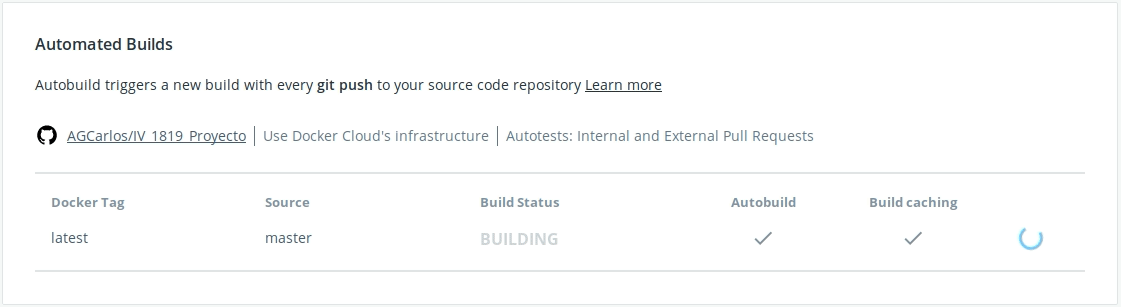 Automated Builds
Autobuild triggers a new build with every git push to your source code repository Learn more
AGCarlos/IV_1819_Proyecto Use Docker Cloud's infrastructure Autotests: Internal and External Pull Requests
Docker Tag Source Build Status Autobuild Build caching
latest master BUILDING